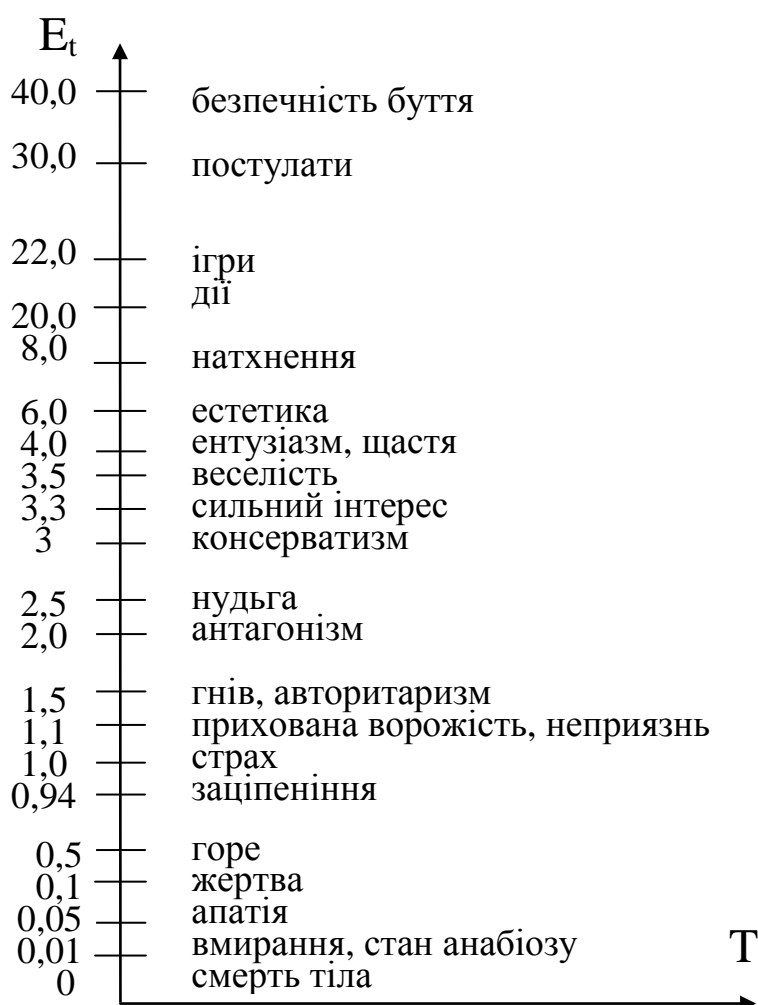 Et
40,0 безпечність буття
30,0 постулати
22,0 ігри
20,0 дії
8,0 натхнення
6,0 естетика
4,0 ентузіазм, щастя
3,5 веселість
3,3 сильний інтерес
3 консерватизм
2,5 нудьга
2,0 антагонізм
1,5 гнів, авторитаризм
1,1 прихована ворожість, неприязнь
1,0 страх
0,94 заціпеніння
0,5 горе
0,1 жертва
0,05 апатія
0,01 вмирання, стан анабіозу
0 смерть тіла
T